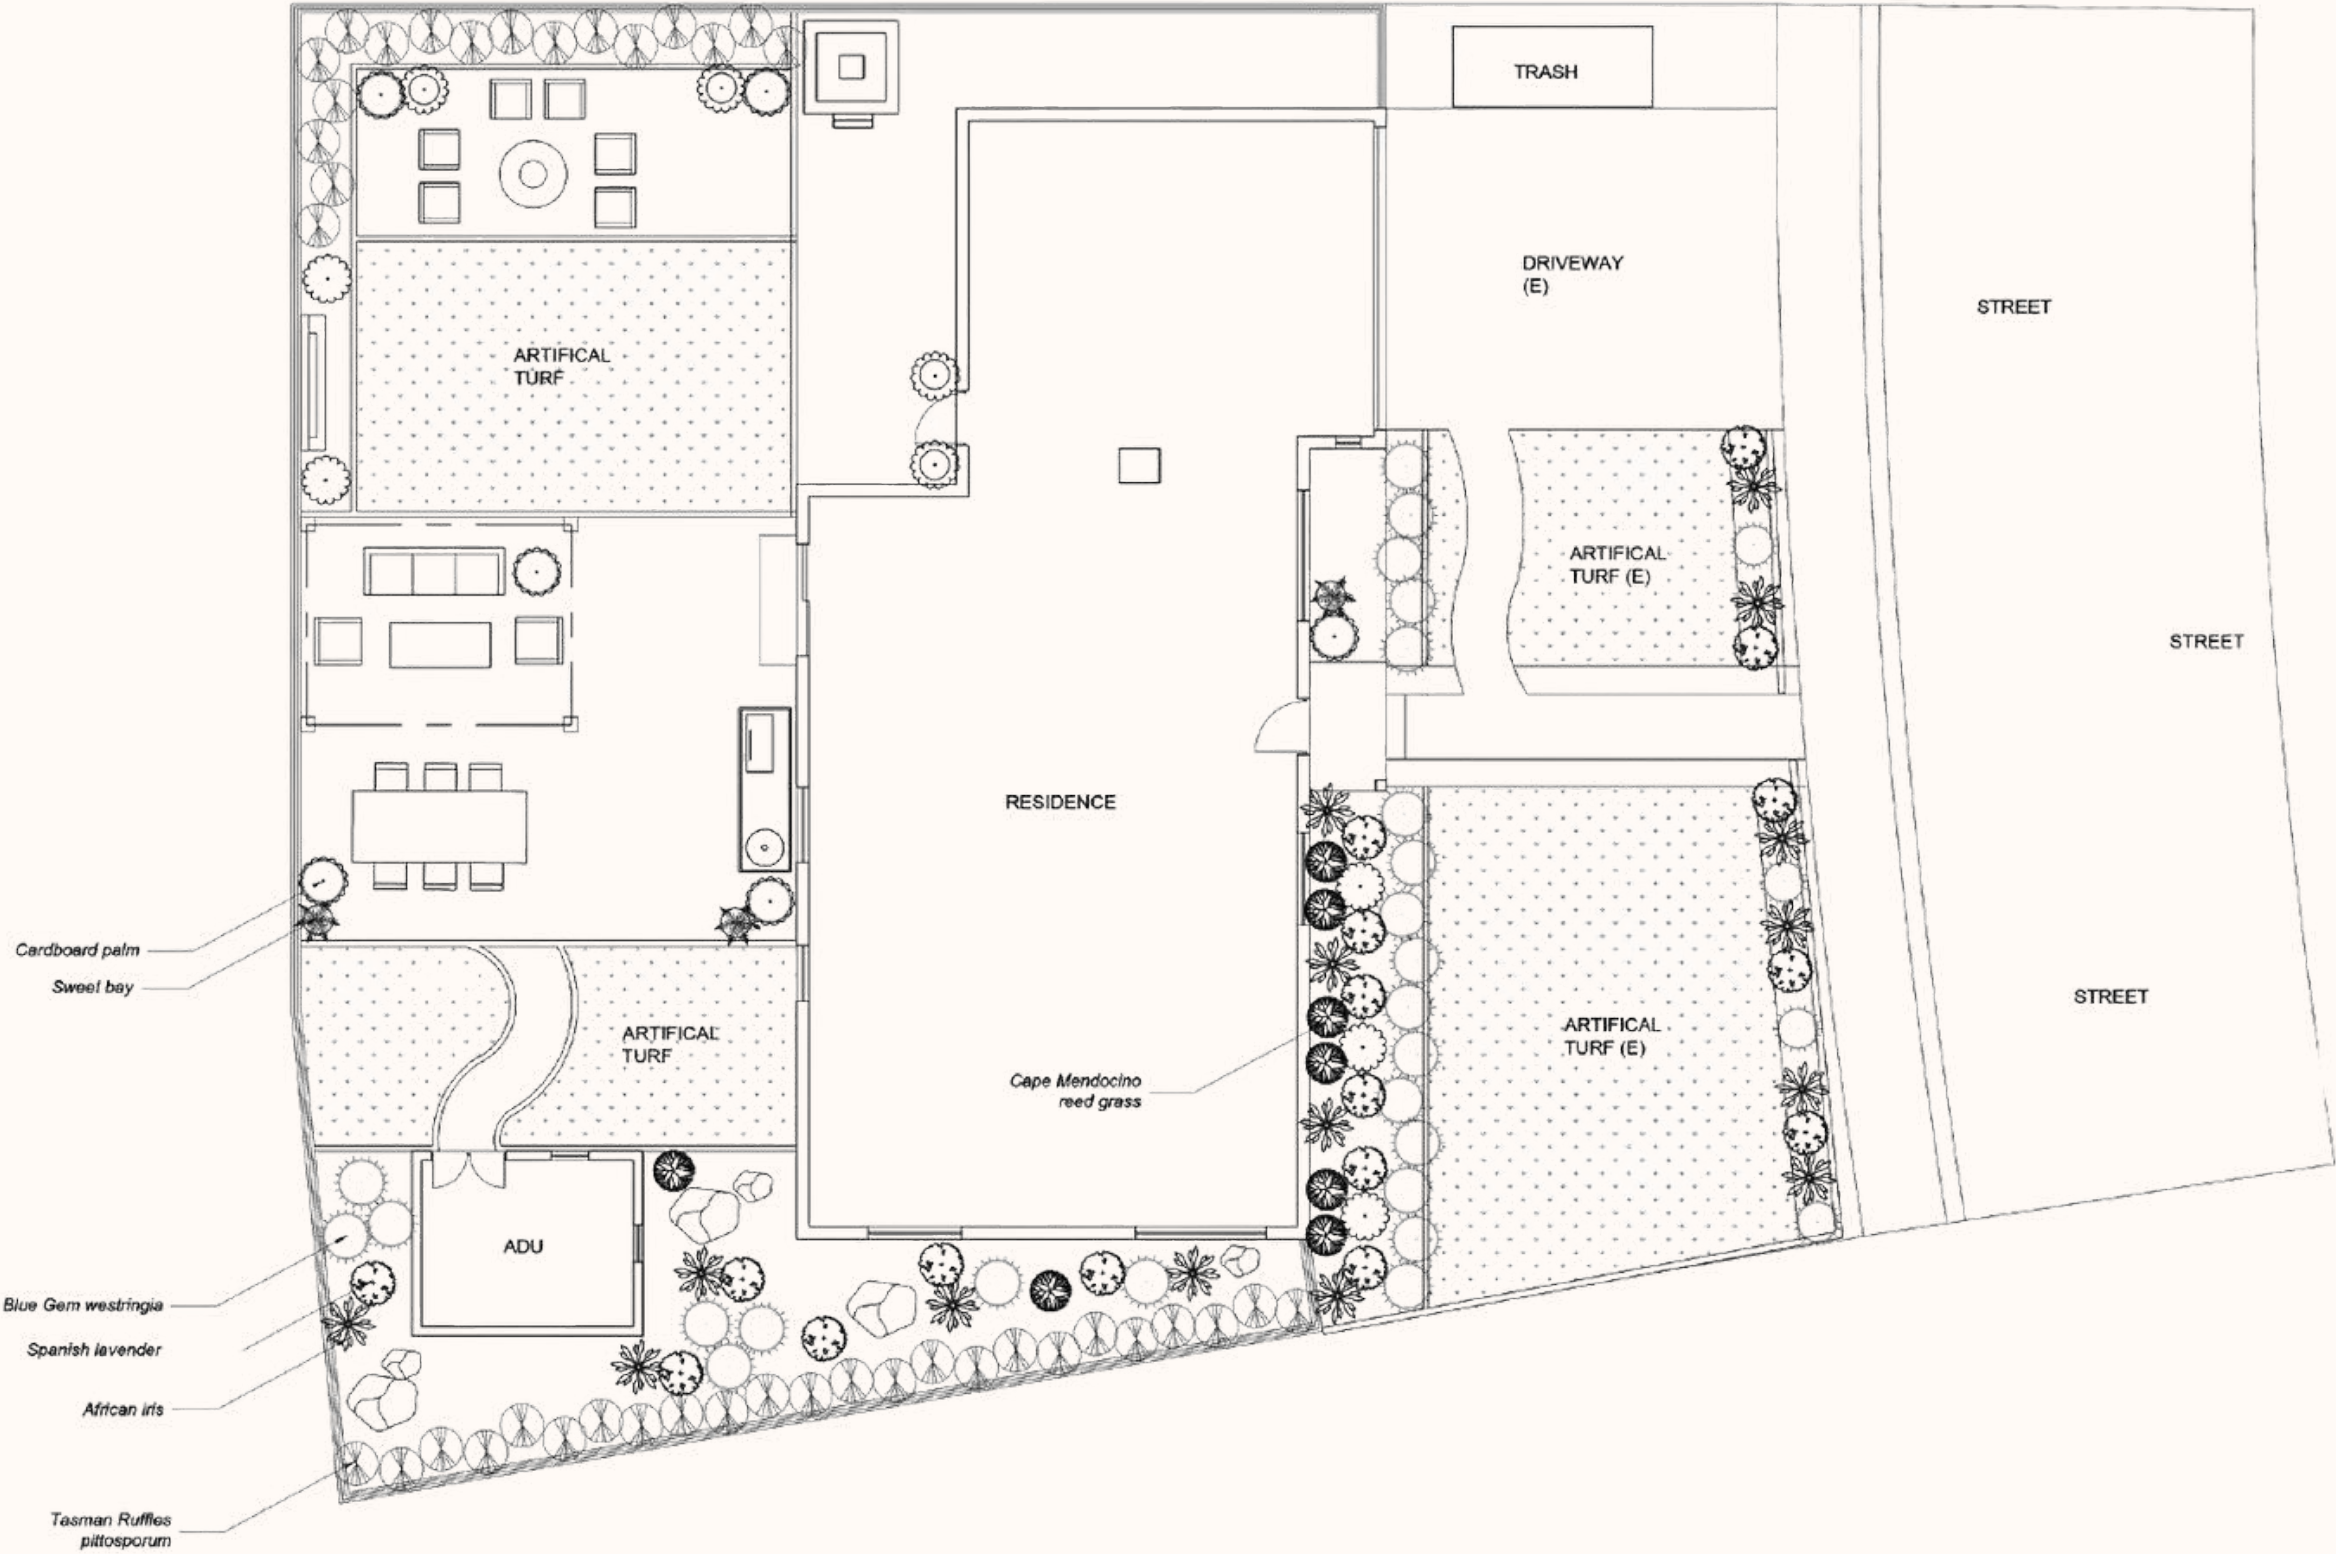 TRASH
DRIVEWAY
(E)
STREET
ARTIFICAL
TURF
ARTIFICAL
TURF (E)
STREET
RESIDENCE
Cardboard palm
Sweet bay
STREET
ARTIFICAL
TURF
ARTIFICAL
TURF (E)
Cape Mendocino
reed grass
ADU
Blue Gem westringia
Spanish lavender
African iris
Tasman Ruffles
pittosporum